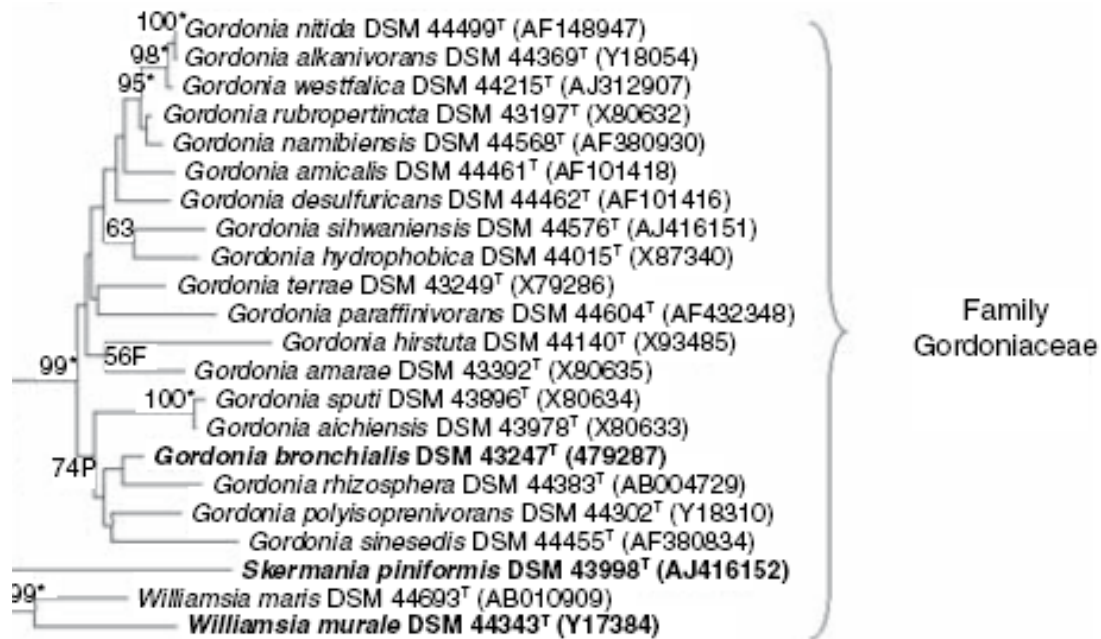 100*
Gordonia nitida DSM 44499ᵀ (AF148947)
98*
Gordonia alkanivorans DSM 44369ᵀ (Y18054)
95*
Gordonia westfalica DSM 44215ᵀ (AJ312907)
Gordonia rubropertincta DSM 43197ᵀ (X80632)
Gordonia namibiensis DSM 44568ᵀ (AF380930)
Gordonia amicalis DSM 44461ᵀ (AF101418)
Gordonia desulfuricans DSM 44462ᵀ (AF101416)
63
Gordonia sihwaniensis DSM 44576ᵀ (AJ416151)
Gordonia hydrophobica DSM 44015ᵀ (X87340)
Gordonia terrae DSM 43249ᵀ (X79286)
Gordonia paraffinivorans DSM 44604ᵀ (AF432348)
Gordonia hirstuta DSM 44140ᵀ (X93485)
99*
56F
Gordonia amarae DSM 43392ᵀ (X80635)
100*
Gordonia sputi DSM 43896ᵀ (X80634)
Gordonia aichiensis DSM 43978ᵀ (X80633)
74P
Gordonia bronchialis DSM 43247ᵀ (479287)
Gordonia rhizosphera DSM 44383ᵀ (AB004729)
Gordonia polyisoprenivorans DSM 44302ᵀ (Y18310)
Gordonia sinesedis DSM 44455ᵀ (AF380834)
Skermania piniformis DSM 43998ᵀ (AJ416152)
99*
Williamsia maris DSM 44693ᵀ (AB010909)
Williamsia murale DSM 44343ᵀ (Y17384)
Family
Gordoniaceae